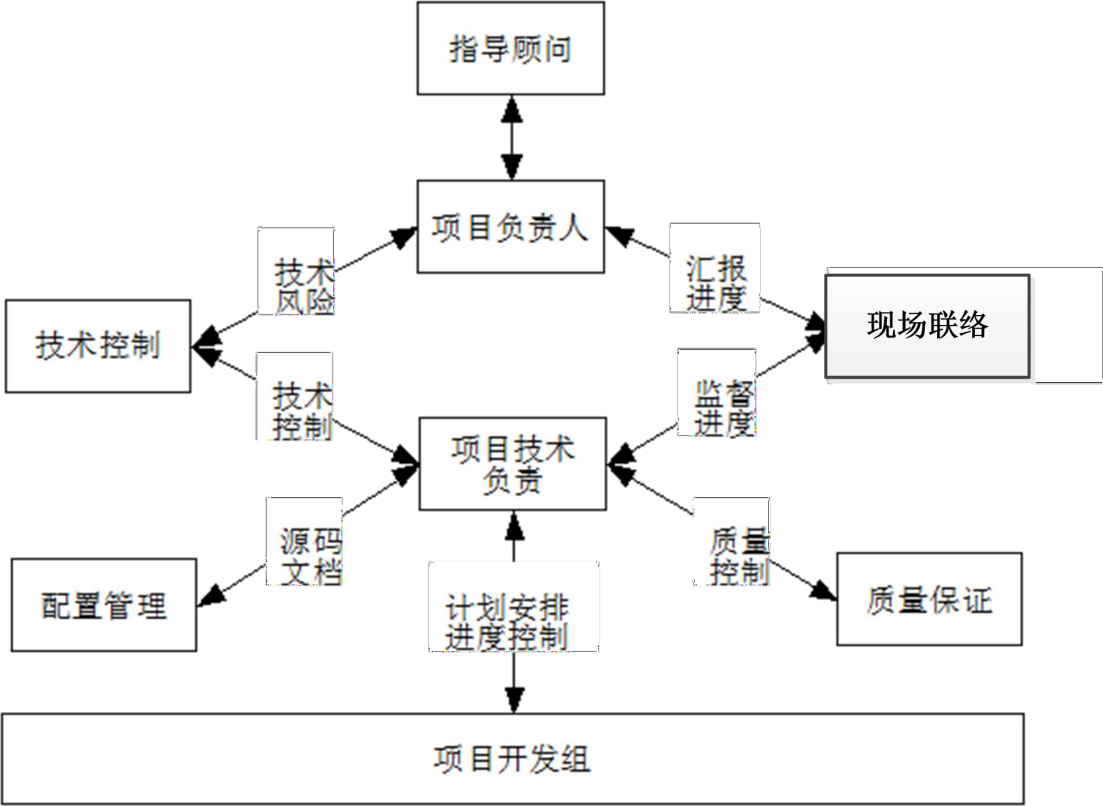 指导顾问
项目负责人
技术
风险
汇报
进度
技术控制
现场联络
技术
控制
监督
进度
项目技术
负责
源码
文档
质量
控制
配置管理
计划安排
进度控制
质量保证
项目开发组